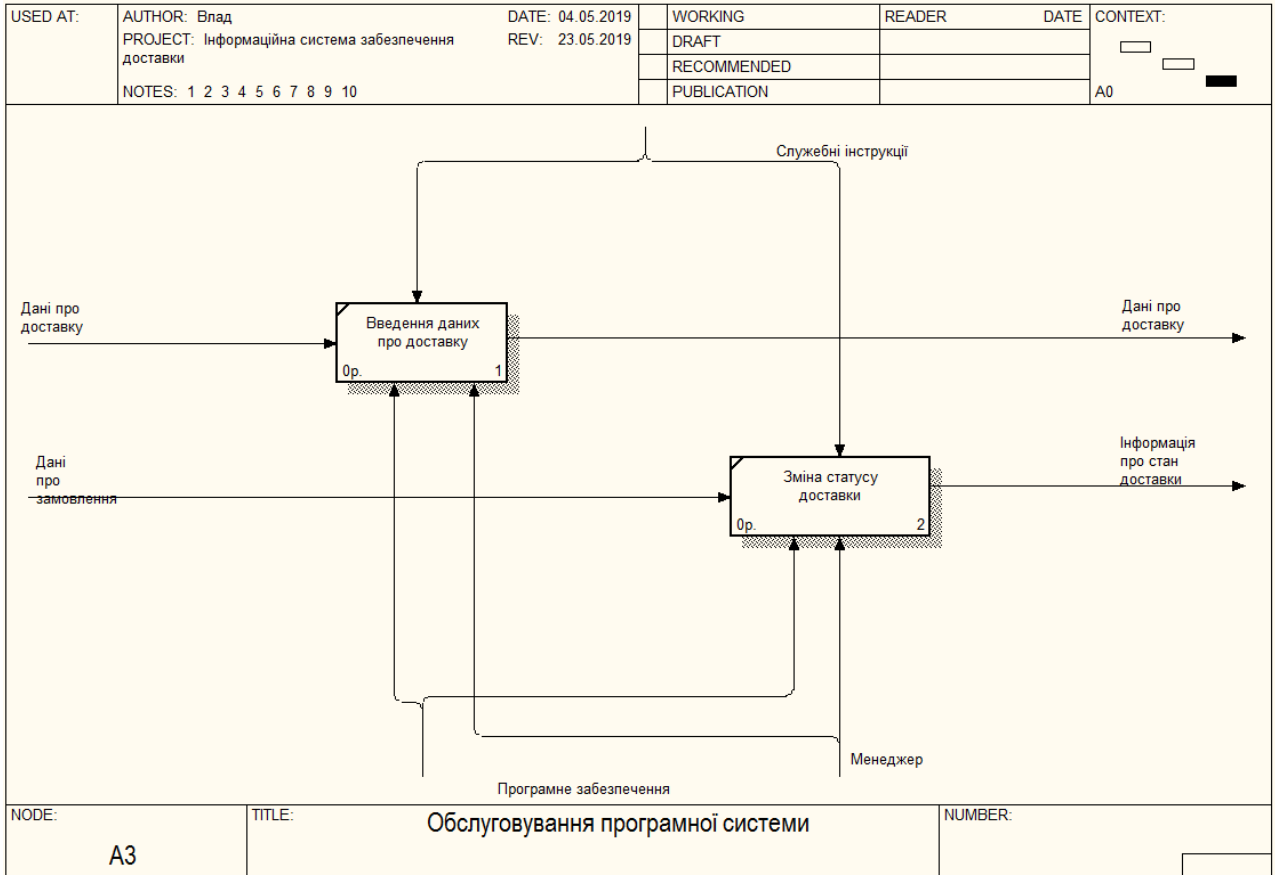 USED AT:
AUTHOR: Влад
DATE: 04.05.2019
PROJECT: Інформаційна система забезпечення
доставки
REV: 23.05.2019
NOTES: 1 2 3 4 5 6 7 8 9 10
WORKING
DRAFT
RECOMMENDED
PUBLICATION
READER
DATE
CONTEXT:
A0
Служебні інструкції
Дані про
доставку
Введення даних
про доставку
0р.
1
Дані про
доставку
Дані
про
замовлення
Зміна статусу
доставки
0р.
2
Інформація
про стан
доставки
Менеджер
Програмне забезпечення
NODE:
A3
TITLE:
Обслуговування програмної системи
NUMBER: